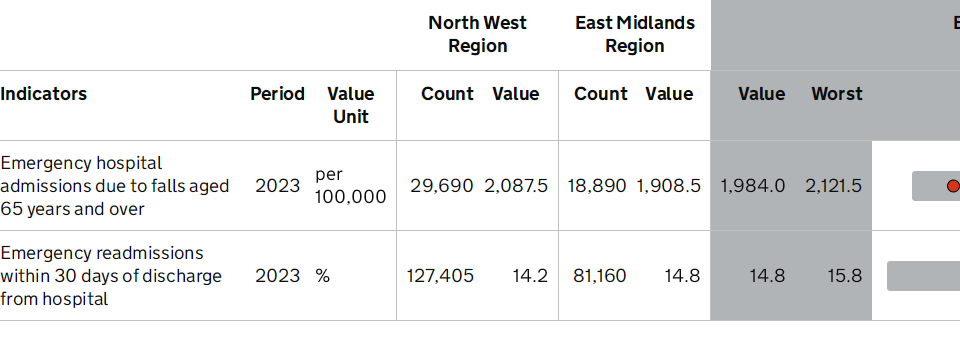 North West Region East Midlands Region
Indicators Period Value Unit Count Value Count Value Value Worst
Emergency hospital admissions due to falls aged 65 years and over 2023 per 100,000 29,690 2,087.5 18,890 1,908.5 1,984.0 2,121.5
Emergency readmissions within 30 days of discharge from hospital 2023 % 127,405 14.2 81,160 14.8 14.8 15.8